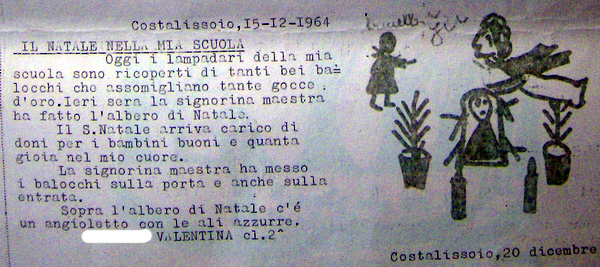 Costalissoio,15-12-1964
IL NATALE NELLA MIA SCUOLA
Oggi i lampadari della mia
scuola sono ricoperti di tanti bei ba=
locchi che assomigliano tante gocce
d'oro.Ieri sera la signorina maestra
ha fatto l'albero di Natale.
Il S.Natale arriva carico di
doni per i bambini buoni e quanta
gioia nel mio cuore.
La signorina maestra ha messo
i balocchi sulla porta e anche sulla
entrata.
Sopra l'albero di Natale c'é
un angioletto con le ali azzurre.
VALENTINA cl.2^
Costalissoio,20 dicembre